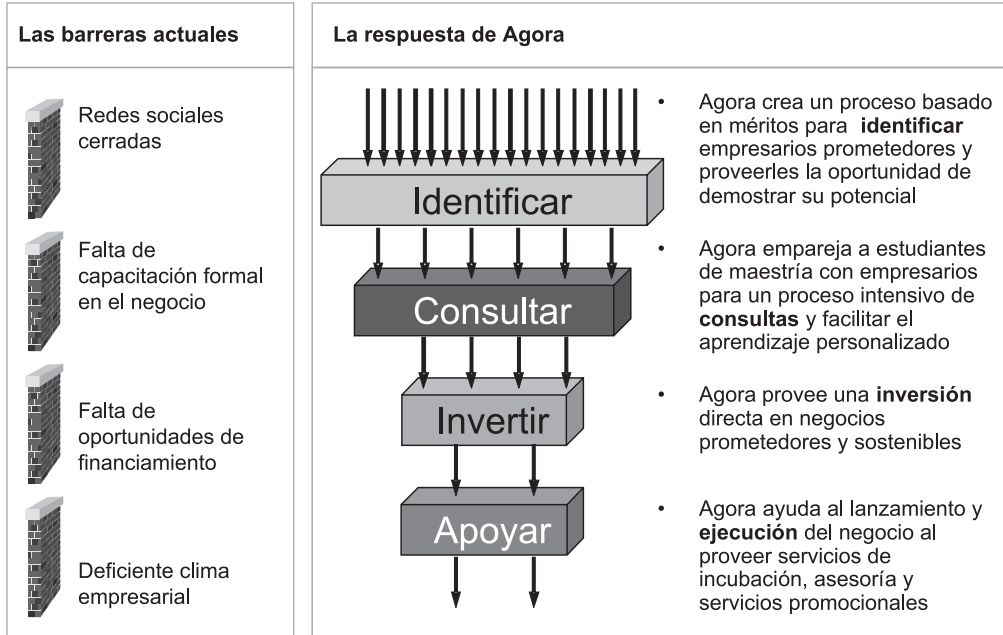 Las barreras actuales
Redes sociales
cerradas
Falta de
capacitación formal
en el negocio
Falta de
oportunidades de
financiamiento
Deficiente clima
empresarial
La respuesta de Agora
Identificar
Consultar
Invertir
Apoyar
• Agora crea un proceso basado
en méritos para identificar
empresarios prometedores y
proveerles la oportunidad de
demostrar su potencial
• Agora empareja a estudiantes
de maestría con empresarios
para un proceso intensivo de
consultas y facilitar el
aprendizaje personalizado
• Agora provee una inversión
directa en negocios
prometedores y sostenibles
• Agora ayuda al lanzamiento y
ejecución del negocio al
proveer servicios de
incubación, asesoría y
servicios promocionales